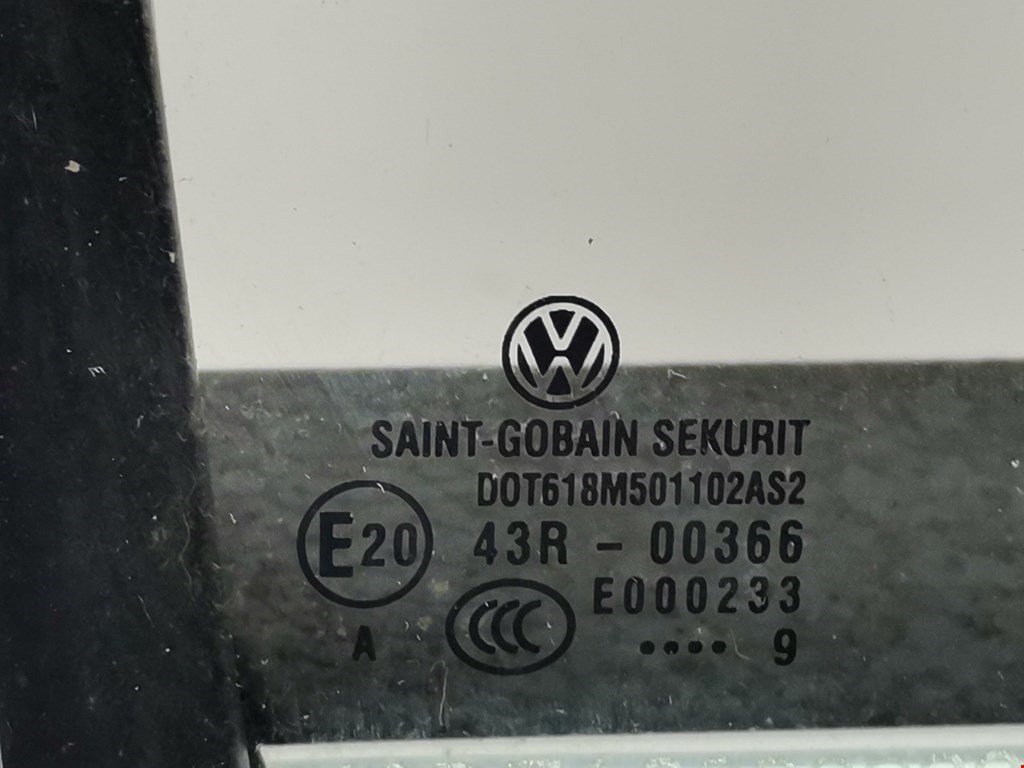 SAINT-GOBAIN SEKURIT
DOT618M501102AS2
E20 43R - 00366
E000233
A CCC .... 9